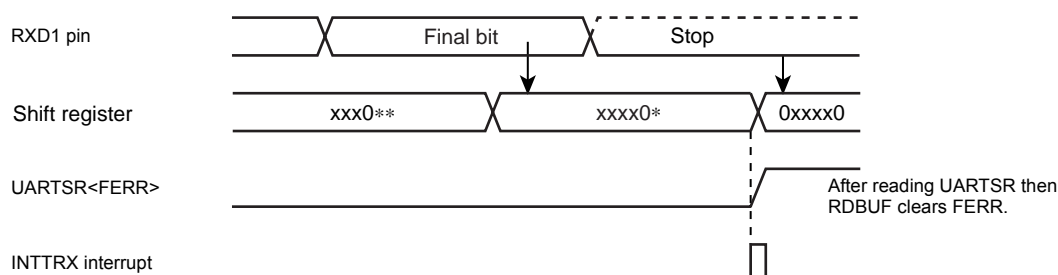 RXD1 pin
Final bit
Stop
Shift register
xxx0**
xxxx0*
0xxxx0
UARTSR<FERR>
After reading UARTSR then
RDBUF clears FERR.
INTTRX interrupt